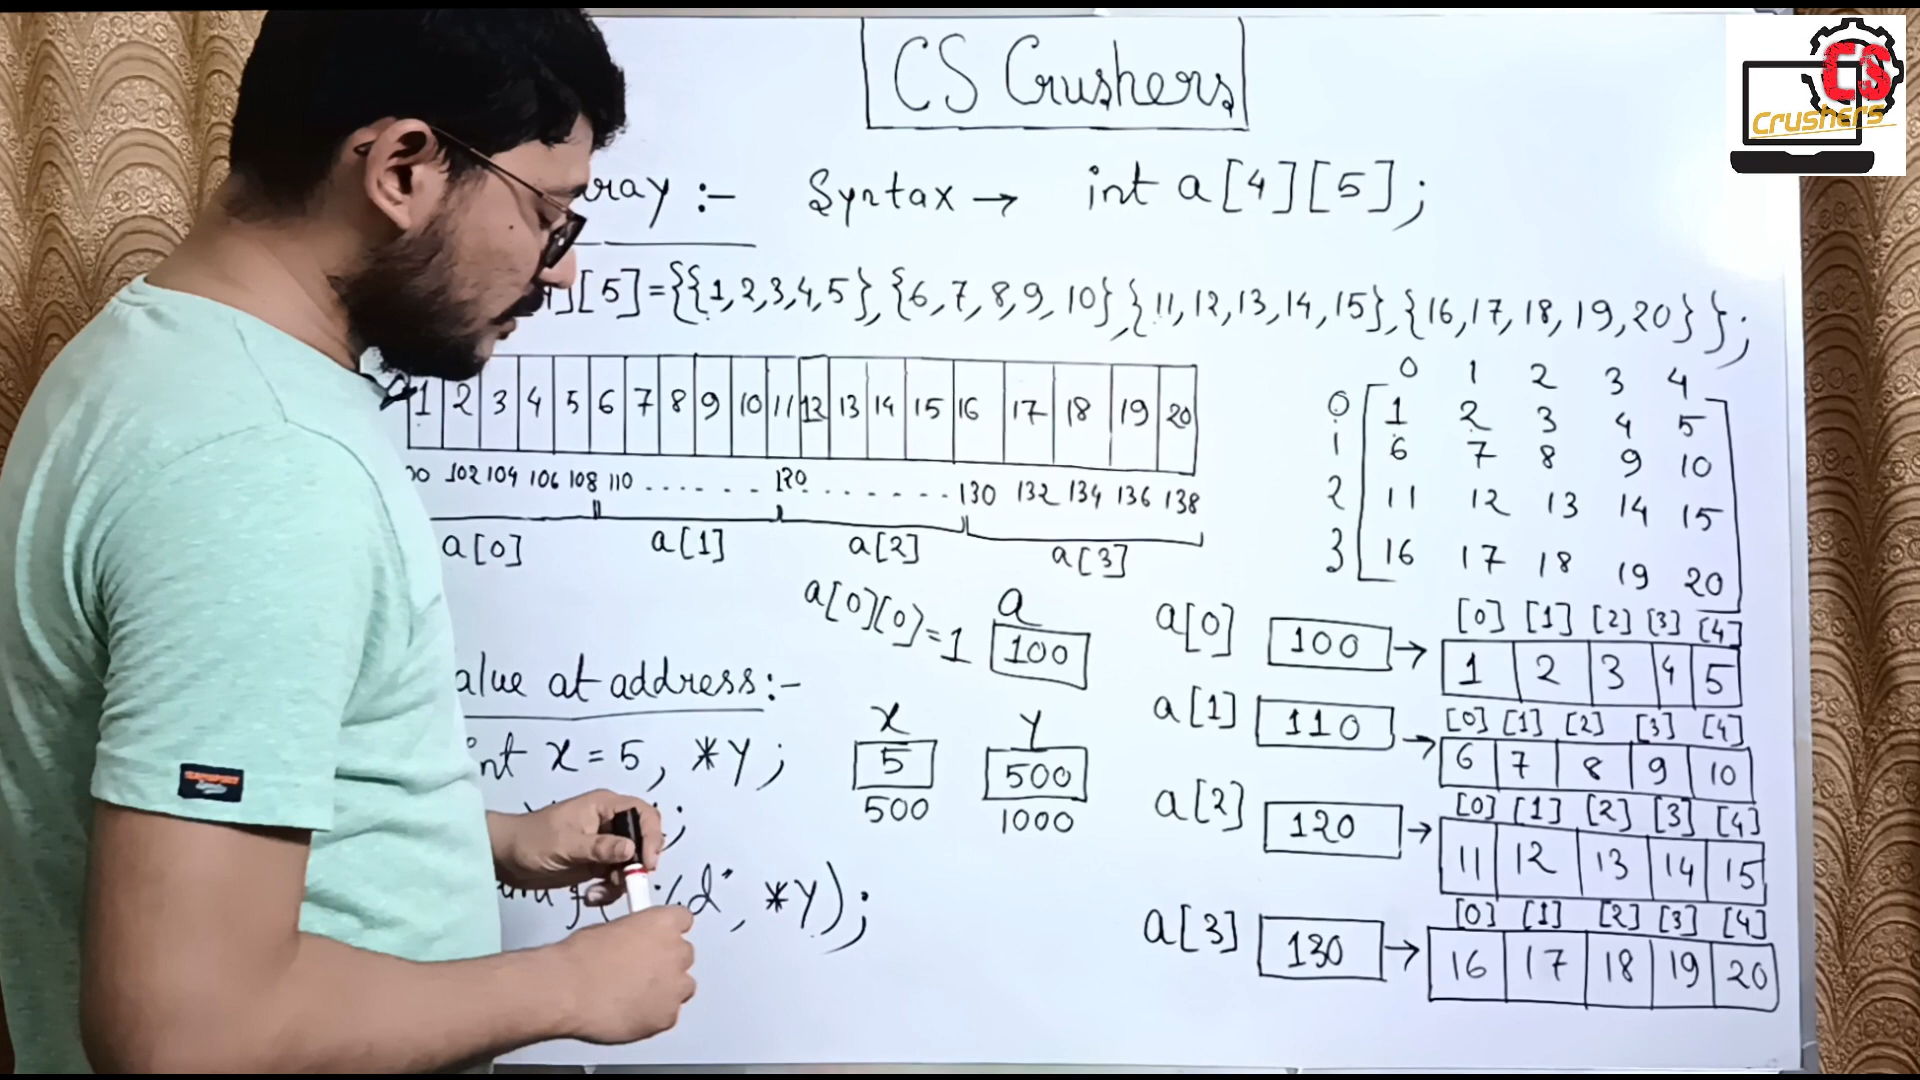 CS Crushers
CS
Crushers
rray :- Syntax → int a[4][5];
][5]={{1,2,3,4,5},{6,7,8,9,10},{11,12,13,14,15},{16,17,18,19,20}};
1 2 3 4 5 6 7 8 9 10 11 12 13 14 15 16 17 18 19 20
00 102 104 106 108 110 ....... 120 ....... 130 132 134 136 138
a[0] a[1] a[2] a[3]
0 1 2 3 4
0 1 2 3 4 5
1 6 7 8 9 10
2 11 12 13 14 15
3 16 17 18 19 20
a[0][0]=1
a
100
alue at address:-
int x = 5, *y;
;
%d", *y);
x
5
500
y
500
1000
[0] [1] [2] [3] [4]
a[0] 100 → 1 2 3 4 5
[0] [1] [2] [3] [4]
a[1] 110 → 6 7 8 9 10
[0] [1] [2] [3] [4]
a[2] 120 → 11 12 13 14 15
[0] [1] [2] [3] [4]
a[3] 130 → 16 17 18 19 20